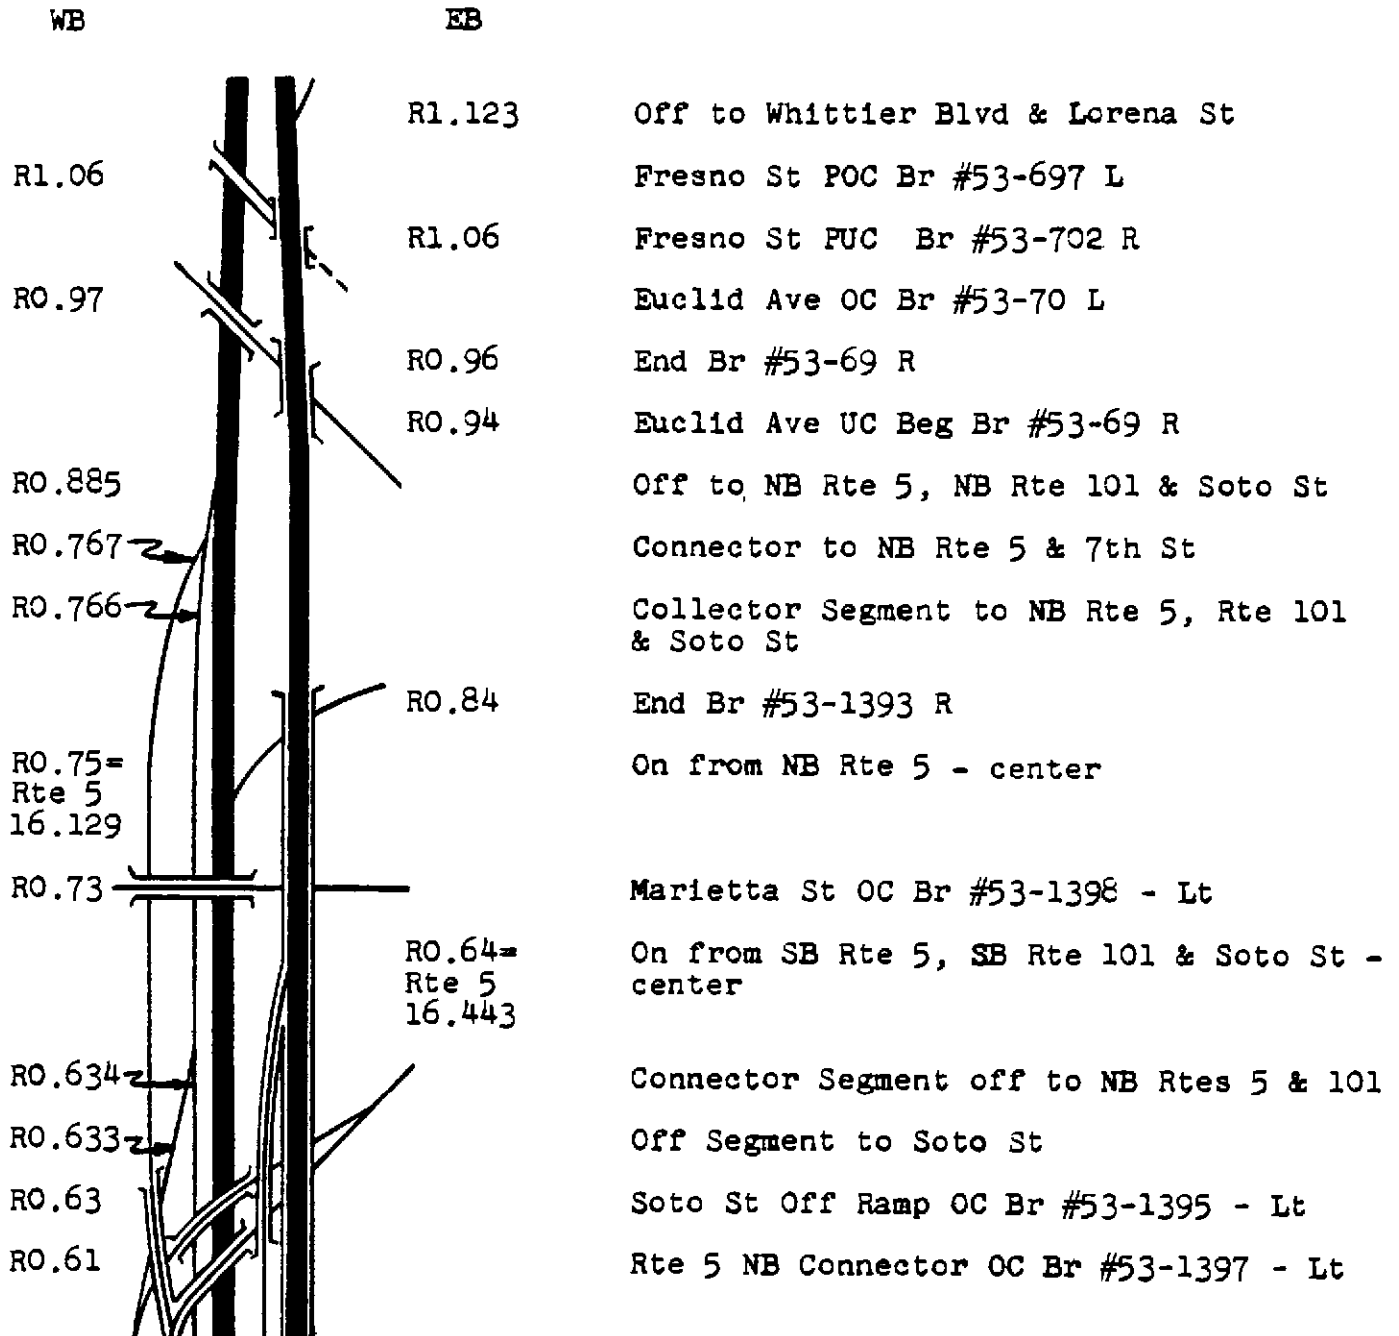 WB EB
R1.123 Off to Whittier Blvd & Lorena St
R1.06 Fresno St POC Br #53-697 L
R1.06 Fresno St PUC Br #53-702 R
R0.97 Euclid Ave OC Br #53-70 L
R0.96 End Br #53-69 R
R0.94 Euclid Ave UC Beg Br #53-69 R
R0.885 Off to NB Rte 5, NB Rte 101 & Soto St
R0.767 Connector to NB Rte 5 & 7th St
R0.766 Collector Segment to NB Rte 5, Rte 101
& Soto St
R0.84 End Br #53-1393 R
R0.75= On from NB Rte 5 - center
Rte 5
16.129
R0.73 Marietta St OC Br #53-1398 - Lt
R0.64= On from SB Rte 5, SB Rte 101 & Soto St -
Rte 5 center
16.443
R0.634 Connector Segment off to NB Rtes 5 & 101
R0.633 Off Segment to Soto St
R0.63 Soto St Off Ramp OC Br #53-1395 - Lt
R0.61 Rte 5 NB Connector OC Br #53-1397 - Lt